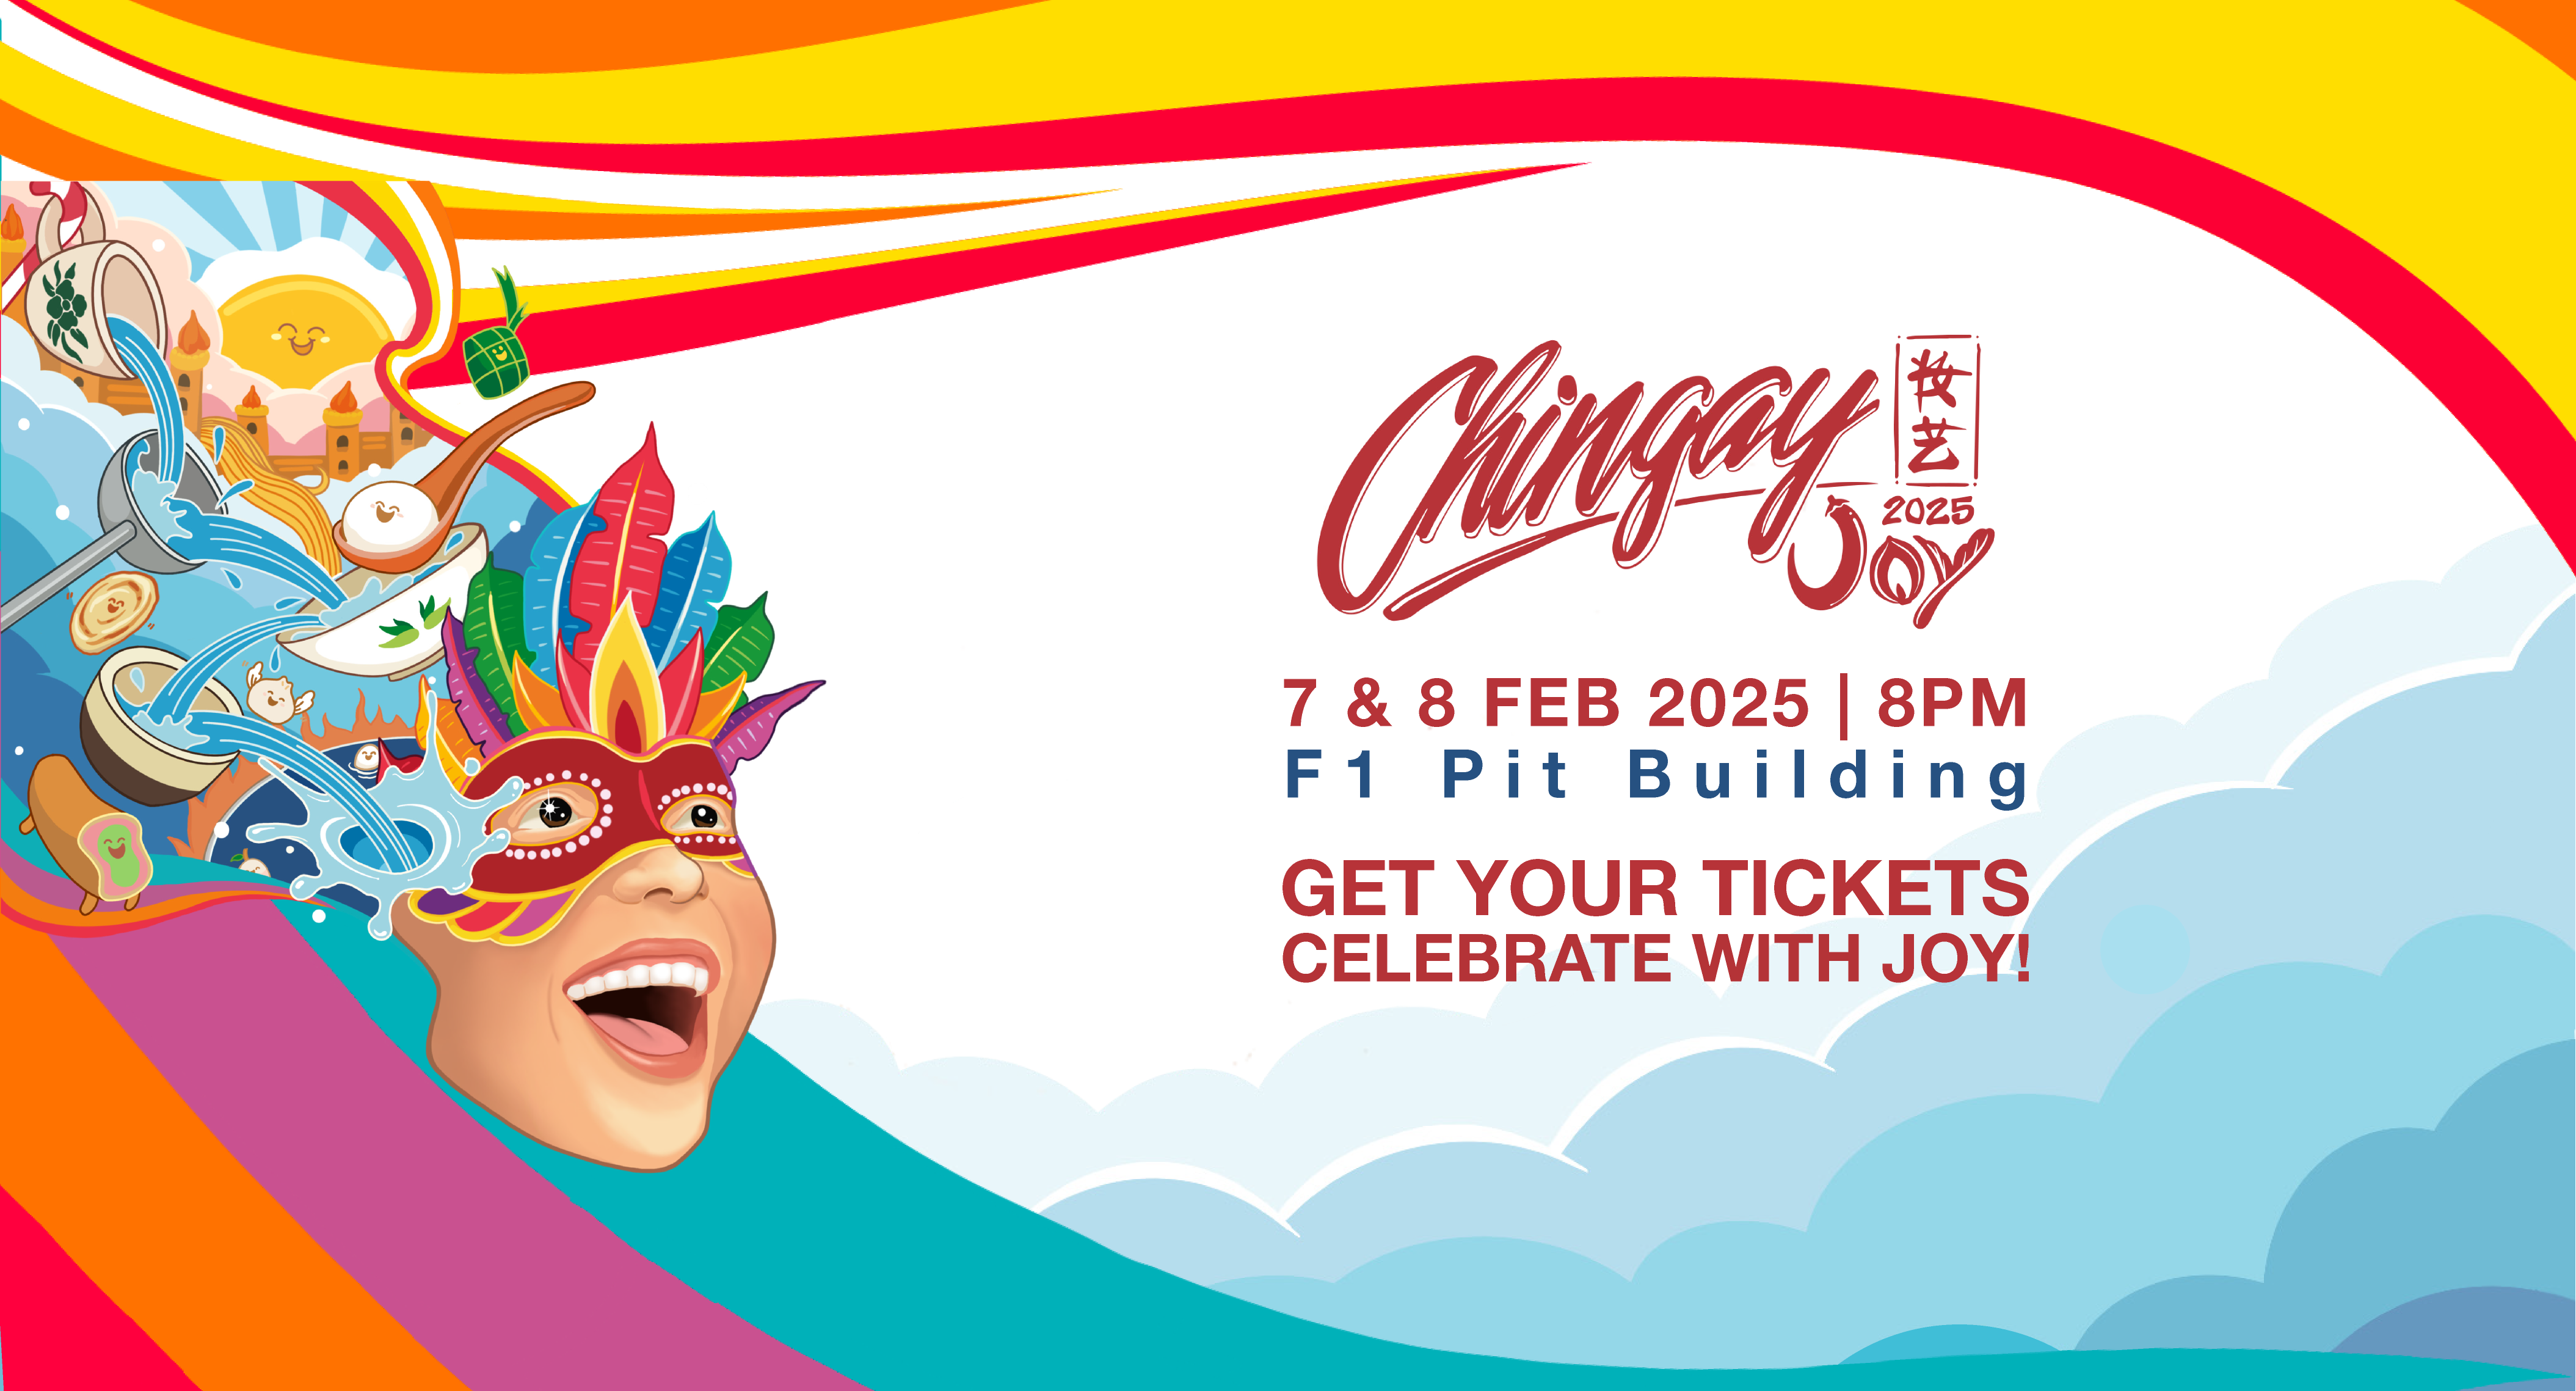 Chingay
妆艺
2025
JOY
7 & 8 FEB 2025 | 8PM
F1 Pit Building
GET YOUR TICKETS
CELEBRATE WITH JOY!